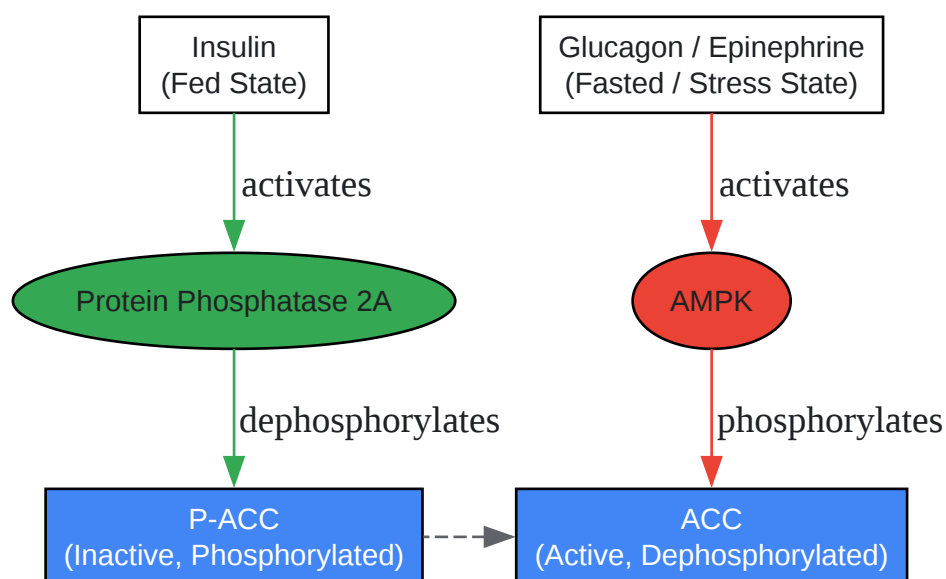 Insulin
(Fed State)
Glucagon / Epinephrine
(Fasted / Stress State)
activates
activates
Protein Phosphatase 2A
AMPK
dephosphorylates
phosphorylates
P-ACC
(Inactive, Phosphorylated)
ACC
(Active, Dephosphorylated)